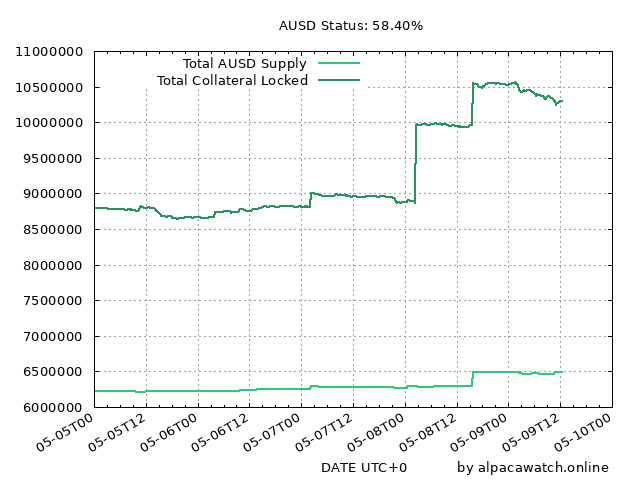 AUSD Status: 58.40%
Total AUSD Supply
Total Collateral Locked
11000000
10500000
10000000
9500000
9000000
8500000
8000000
7500000
7000000
6500000
6000000
05-05T00
05-05T12
05-06T00
05-06T12
05-07T00
05-07T12
05-08T00
05-08T12
05-09T00
05-09T12
05-10T00
DATE UTC+0
by alpacawatch.online